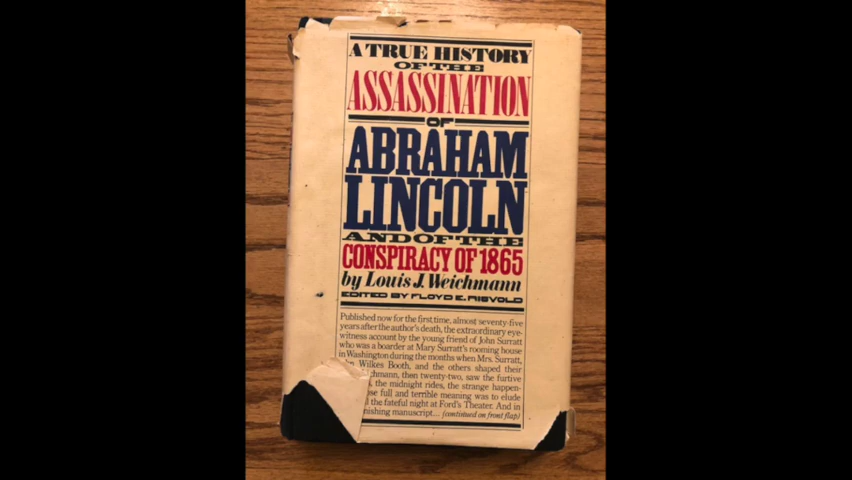 A TRUE HISTORY
OF THE
ASSASSINATION
OF
ABRAHAM
LINCOLN
AND OF THE
CONSPIRACY OF 1865
by Louis J. Weichmann
EDITED BY FLOYD E. RISVOLD
Published now for the first time, almost seventy-five
years after the author's death, the extraordinary eye-
witness account by the young friend of John Surratt
who was a boarder at Mary Surratt's rooming house
in Washington during the months when Mrs. Surratt,
Wilkes Booth, and the others shaped their
then twenty-two, saw the furtive
the midnight rides, the strange happen-
full and terrible meaning was to elude
the fateful night at Ford's Theater. And in
manuscript... (continued on front flap)